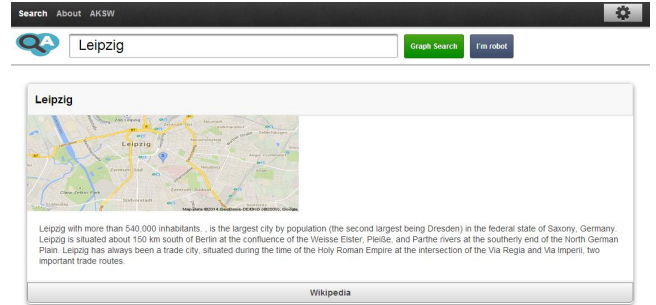 Search About AKSW
QA
Leipzig
Graph Search
I'm robot
Leipzig
Leipzig
Leipzig with more than 540,000 inhabitants. , is the largest city by population (the second largest being Dresden) in the federal state of Saxony, Germany.
Leipzig is situated about 150 km south of Berlin at the confluence of the Weisse Elster, Pleiße, and Parthe rivers at the southerly end of the North German
Plain. Leipzig has always been a trade city, situated during the time of the Holy Roman Empire at the intersection of the Via Regia and Via Imperii, two
important trade routes.
Wikipedia